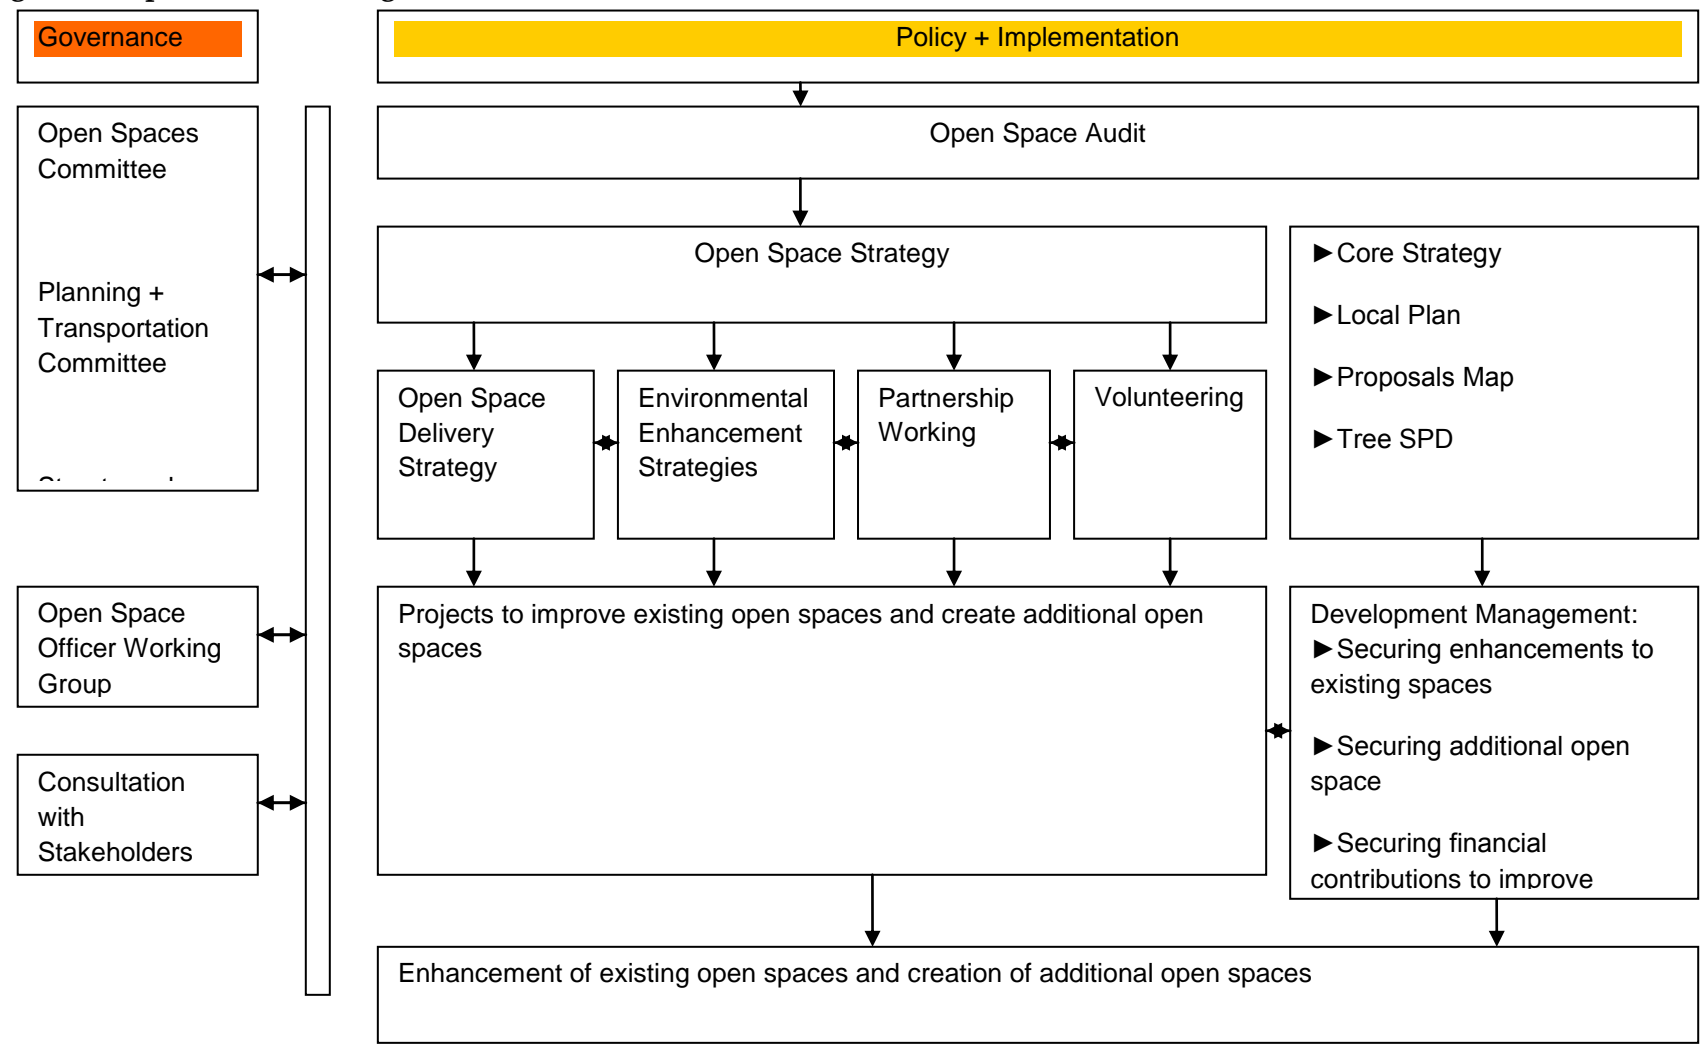 Governance
Policy + Implementation
Open Spaces
Committee
Planning +
Transportation
Committee
Open Space
Officer Working
Group
Consultation
with
Stakeholders
Open Space Audit
Open Space Strategy
Open Space
Delivery
Strategy
Environmental
Enhancement
Strategies
Partnership
Working
Volunteering
►Core Strategy
►Local Plan
►Proposals Map
►Tree SPD
Projects to improve existing open spaces and create additional open
spaces
Development Management:
►Securing enhancements to
existing spaces
►Securing additional open
space
►Securing financial
contributions to improve
Enhancement of existing open spaces and creation of additional open spaces